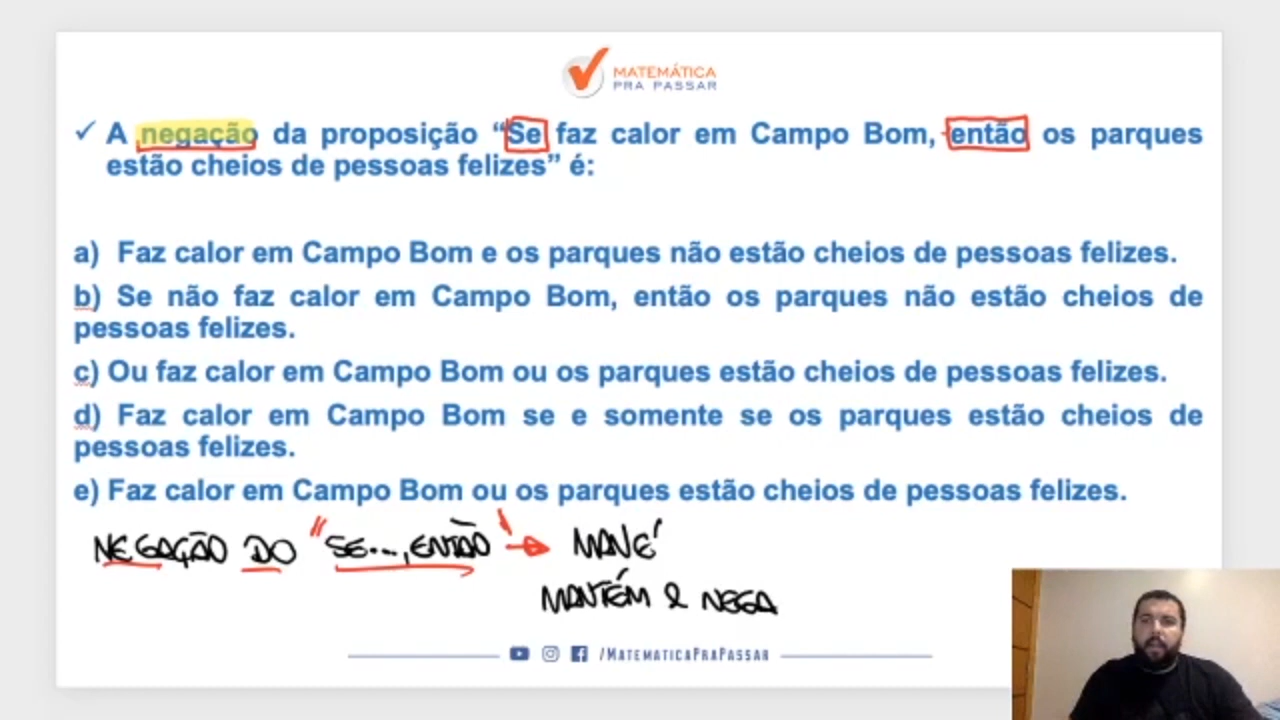 MATEMÁTICA
PRA PASSAR
✓ A negação da proposição “Se faz calor em Campo Bom, então os parques
estão cheios de pessoas felizes” é:
a) Faz calor em Campo Bom e os parques não estão cheios de pessoas felizes.
b) Se não faz calor em Campo Bom, então os parques não estão cheios de
pessoas felizes.
c) Ou faz calor em Campo Bom ou os parques estão cheios de pessoas felizes.
d) Faz calor em Campo Bom se e somente se os parques estão cheios de
pessoas felizes.
e) Faz calor em Campo Bom ou os parques estão cheios de pessoas felizes.
NEGAÇÃO DO "SE...,ENTÃO" → MANÉ
MANTÉM & NEGA
/MATEMATICAPRAPASSAR